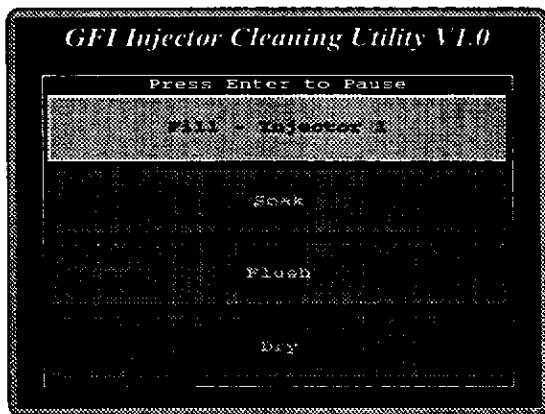 GFI Injector Cleaning Utility V1.0
Press Enter to Pause
Fill - Injector 1
Soak
Flush
Dry